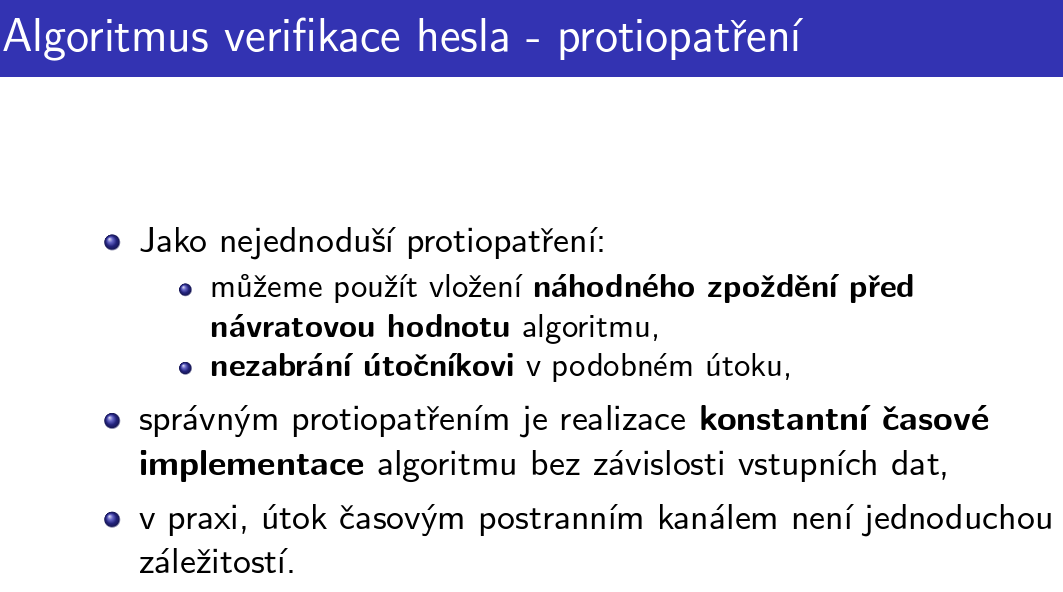 Algoritmus verifikace hesla - protiopatření
Jako nejednoduší protiopatření:
můžeme použít vložení náhodného zpoždění před
návratovou hodnotu algoritmu,
nezabrání útočníkovi v podobném útoku,
správným protiopatřením je realizace konstantní časové
implementace algoritmu bez závislosti vstupních dat,
v praxi, útok časovým postranním kanálem není jednoduchou
záležitostí.